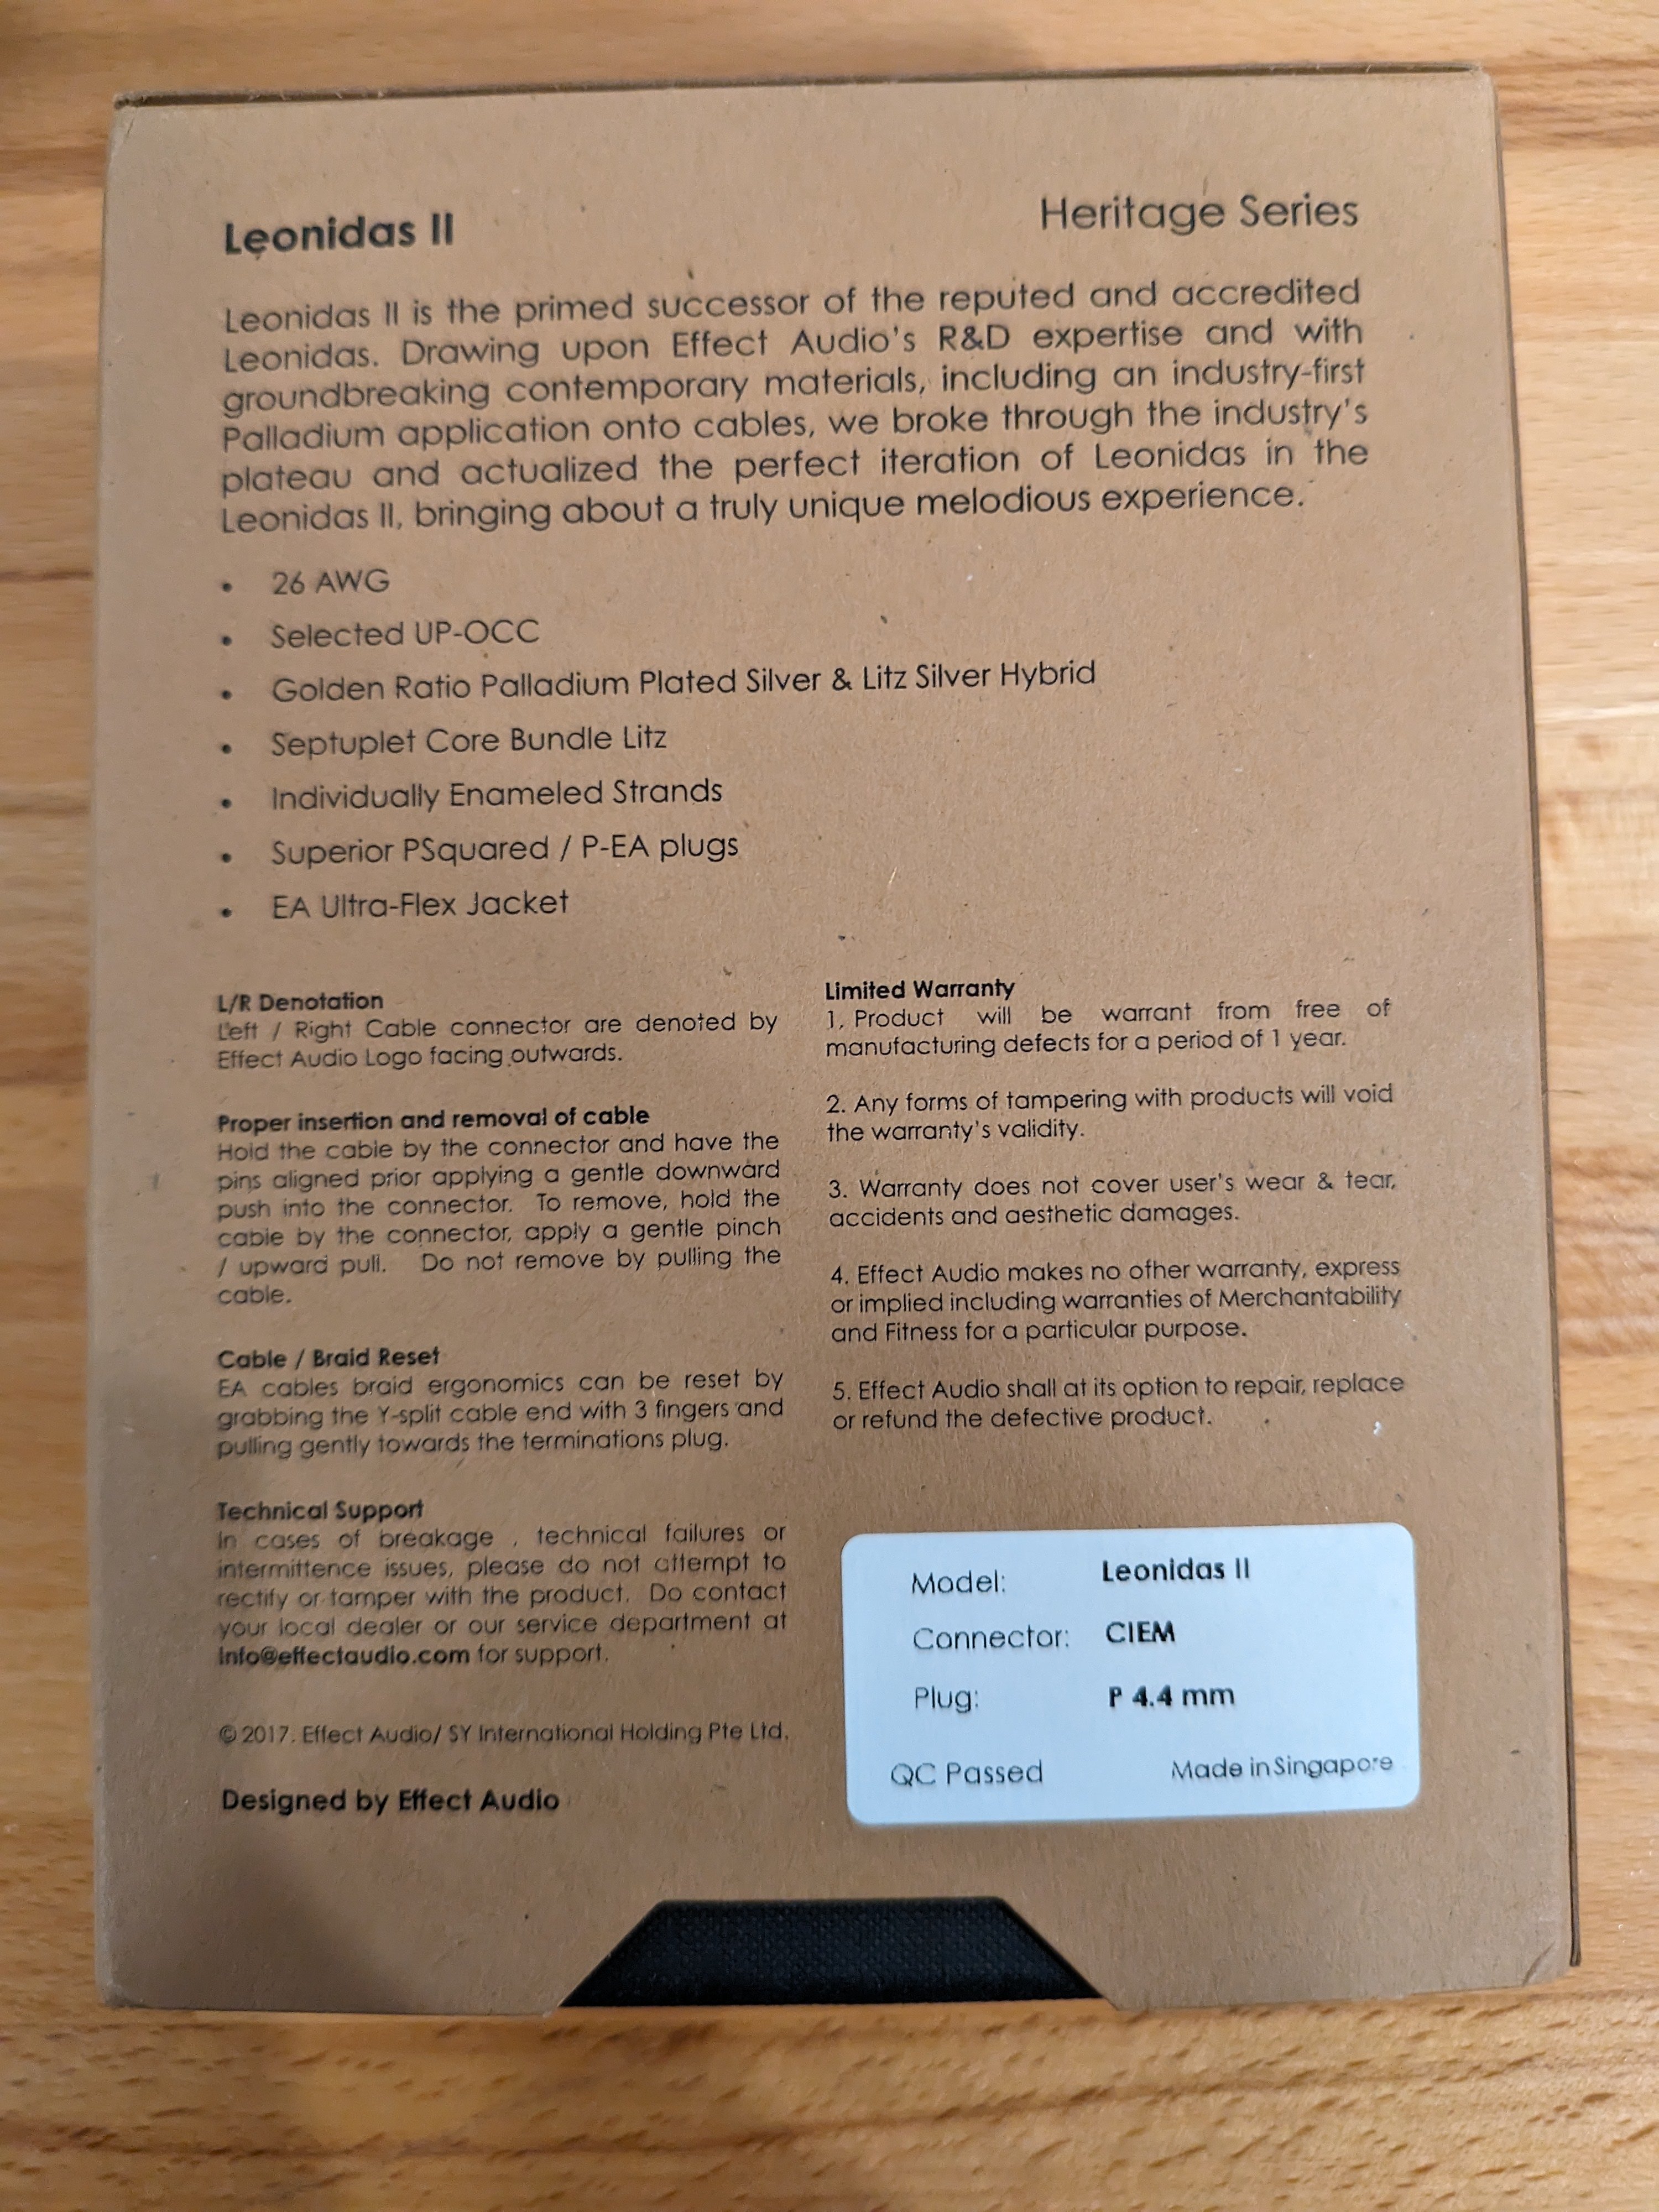 Leonidas II
Heritage Series
Leonidas II is the primed successor of the reputed and accredited
Leonidas. Drawing upon Effect Audio's R&D expertise and with
groundbreaking contemporary materials, including an industry-first
Palladium application onto cables, we broke through the industry's
plateau and actualized the perfect iteration of Leonidas in the
Leonidas II, bringing about a truly unique melodious experience.
• 26 AWG
• Selected UP-OCC
• Golden Ratio Palladium Plated Silver & Litz Silver Hybrid
• Septuplet Core Bundle Litz
• Individually Enameled Strands
• Superior PSquared / P-EA plugs
• EA Ultra-Flex Jacket
L/R Denotation
Left / Right Cable connector are denoted by
Effect Audio Logo facing outwards.
Proper insertion and removal of cable
Hold the cable by the connector and have the
pins aligned prior applying a gentle downward
push into the connector. To remove, hold the
cable by the connector, apply a gentle pinch
/ upward pull. Do not remove by pulling the
cable.
Cable / Braid Reset
EA cables braid ergonomics can be reset by
grabbing the Y-split cable end with 3 fingers and
pulling gently towards the terminations plug.
Technical Support
In cases of breakage , technical failures or
intermittence issues, please do not attempt to
rectify or tamper with the product. Do contact
your local dealer or our service department at
info@effectaudio.com for support.
© 2017. Effect Audio/ SY International Holding Pte Ltd.
Designed by Effect Audio
Limited Warranty
1. Product will be warrant from free of
manufacturing defects for a period of 1 year.
2. Any forms of tampering with products will void
the warranty's validity.
3. Warranty does not cover user's wear & tear,
accidents and aesthetic damages.
4. Effect Audio makes no other warranty, express
or implied including warranties of Merchantability
and Fitness for a particular purpose.
5. Effect Audio shall at its option to repair, replace
or refund the defective product.
Model: Leonidas II
Connector: CIEM
Plug: P 4.4 mm
QC Passed Made in Singapore